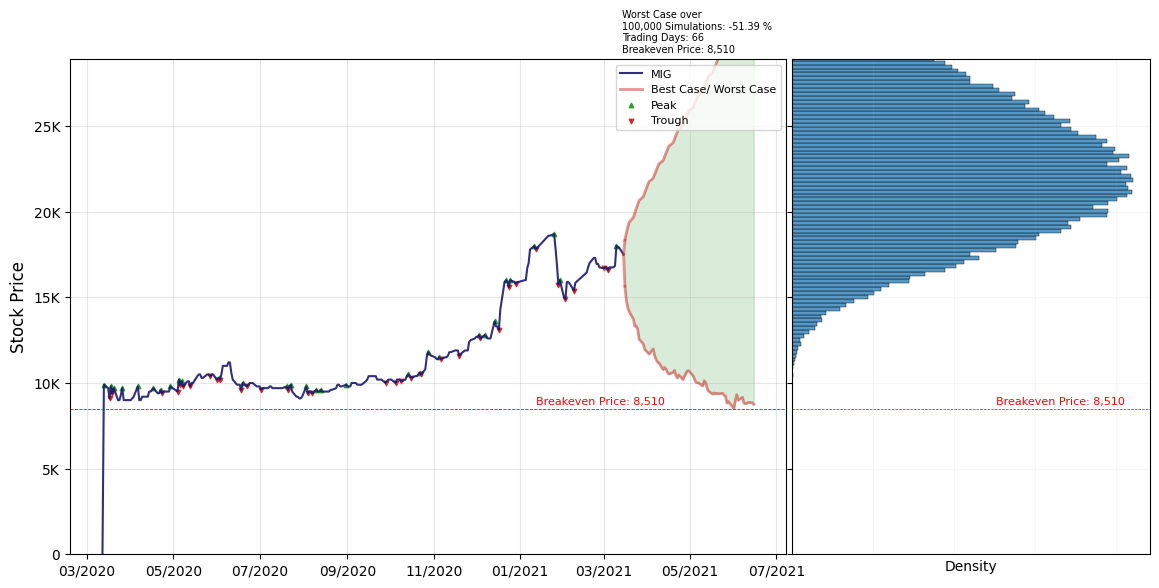 Worst Case over
100,000 Simulations: -51.39 %
Trading Days: 66
Breakeven Price: 8,510
MIG
Best Case/ Worst Case
Peak
Trough
Stock Price
25K
20K
15K
10K
5K
0
Breakeven Price: 8,510
Breakeven Price: 8,510
03/2020
05/2020
07/2020
09/2020
11/2020
01/2021
03/2021
05/2021
07/2021
Density